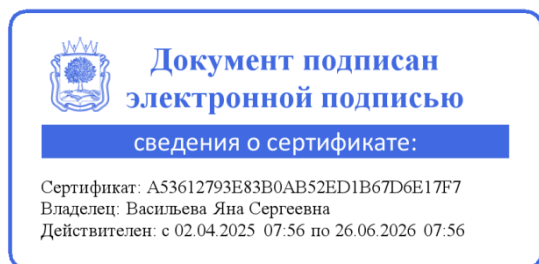 Документ подписан
электронной подписью
сведения о сертификате:
Сертификат: A53612793E83B0AB52ED1B67D6E17F7
Владелец: Васильева Яна Сергеевна
Действителен: с 02.04.2025 07:56 по 26.06.2026 07:56